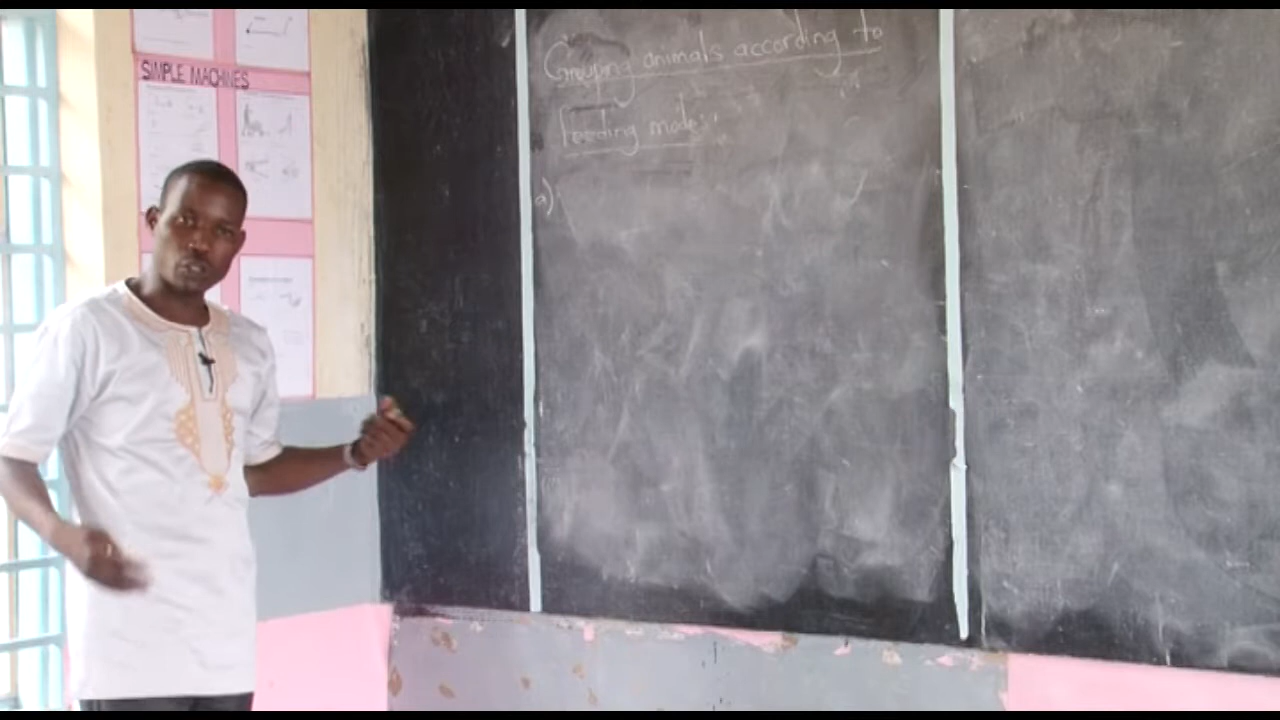 SIMPLE MACHINES
Grouping animals according to
feeding mode:
a)